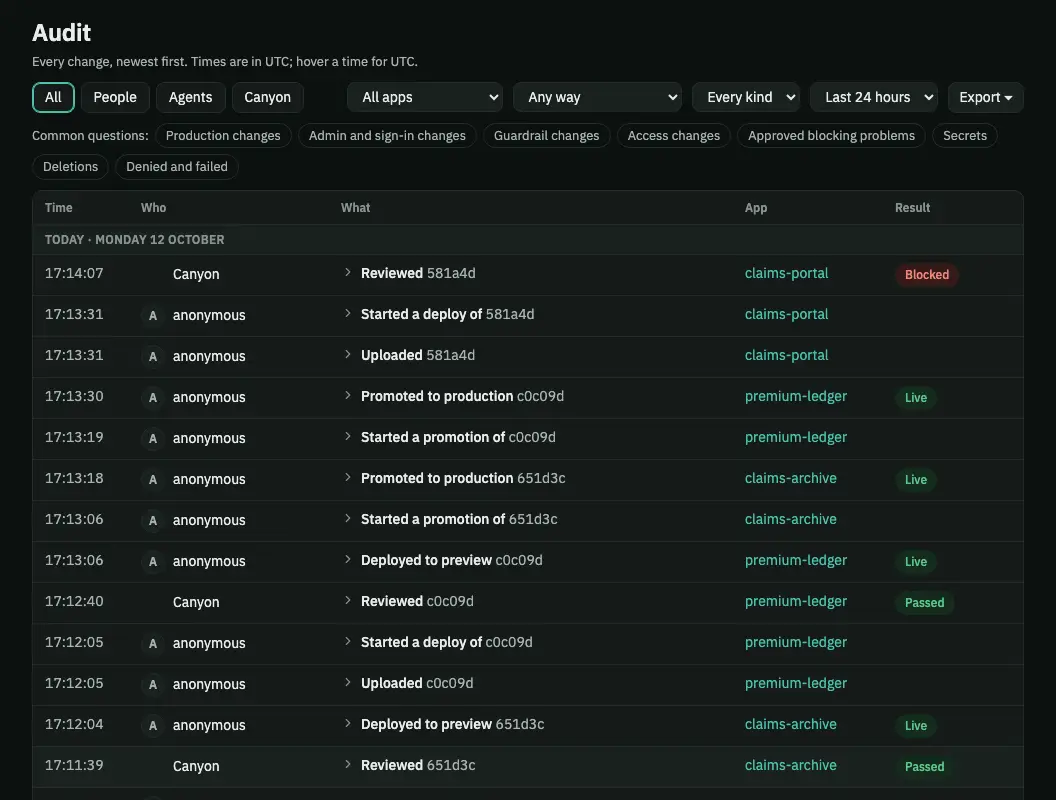 Audit
Every change, newest first. Times are in UTC; hover a time for UTC.
All People Agents Canyon All apps Any way Every kind Last 24 hours Export
Common questions: Production changes Admin and sign-in changes Guardrail changes Access changes Approved blocking problems Secrets
Deletions Denied and failed
Time Who What App Result
TODAY · MONDAY 12 OCTOBER
17:14:07 Canyon Reviewed 581a4d claims-portal Blocked
17:13:31 A anonymous Started a deploy of 581a4d claims-portal
17:13:31 A anonymous Uploaded 581a4d claims-portal
17:13:30 A anonymous Promoted to production c0c09d premium-ledger Live
17:13:19 A anonymous Started a promotion of c0c09d premium-ledger
17:13:18 A anonymous Promoted to production 651d3c claims-archive Live
17:13:06 A anonymous Started a promotion of 651d3c claims-archive
17:13:06 A anonymous Deployed to preview c0c09d premium-ledger Live
17:12:40 Canyon Reviewed c0c09d premium-ledger Passed
17:12:05 A anonymous Started a deploy of c0c09d premium-ledger
17:12:05 A anonymous Uploaded c0c09d premium-ledger
17:12:04 A anonymous Deployed to preview 651d3c claims-archive Live
17:11:39 Canyon Reviewed 651d3c claims-archive Passed